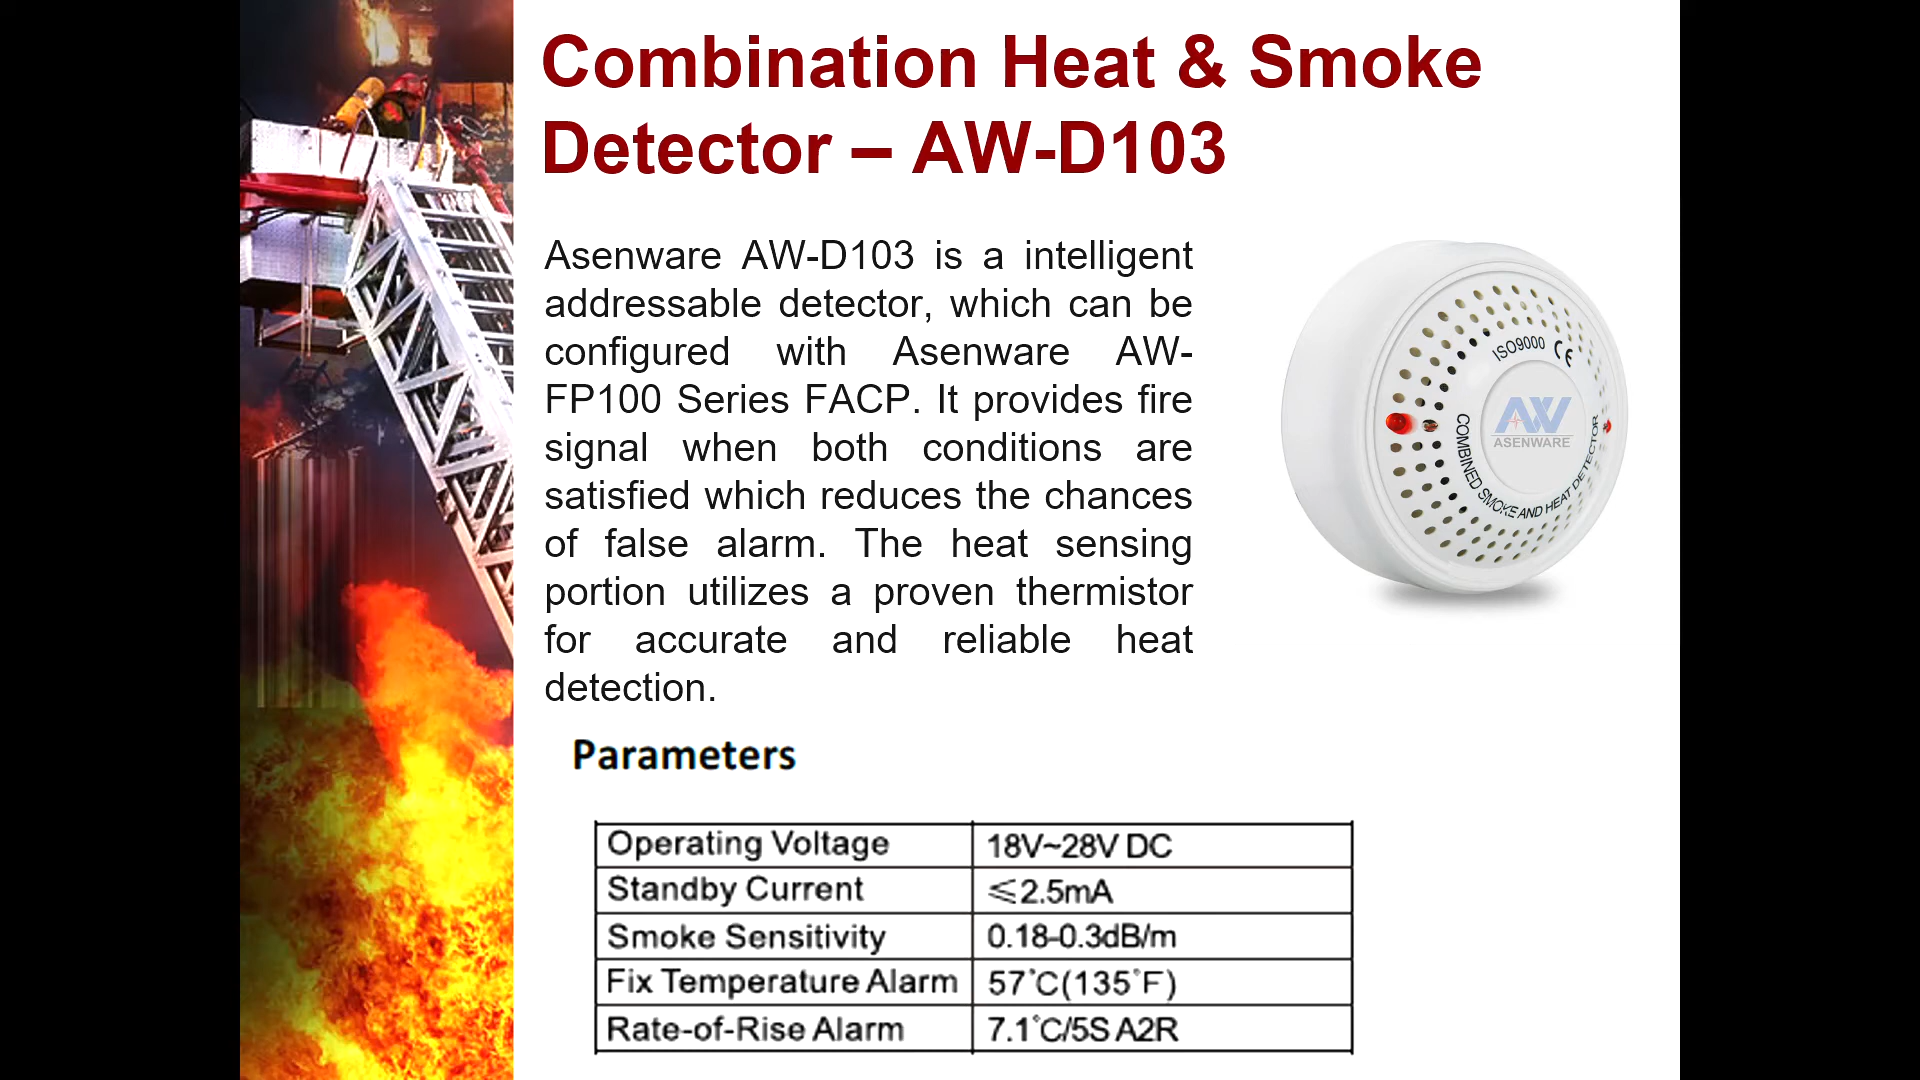 Combination Heat & Smoke
Detector – AW-D103
Asenware AW-D103 is a intelligent
addressable detector, which can be
configured with Asenware AW-
FP100 Series FACP. It provides fire
signal when both conditions are
satisfied which reduces the chances
of false alarm. The heat sensing
portion utilizes a proven thermistor
for accurate and reliable heat
detection.
ISO9000 CE
AW
ASENWARE
COMBINED SMOKE AND HEAT DETECTOR
Parameters
Operating Voltage 18V~28V DC
Standby Current ≤2.5mA
Smoke Sensitivity 0.18-0.3dB/m
Fix Temperature Alarm 57°C(135°F)
Rate-of-Rise Alarm 7.1°C/5S A2R